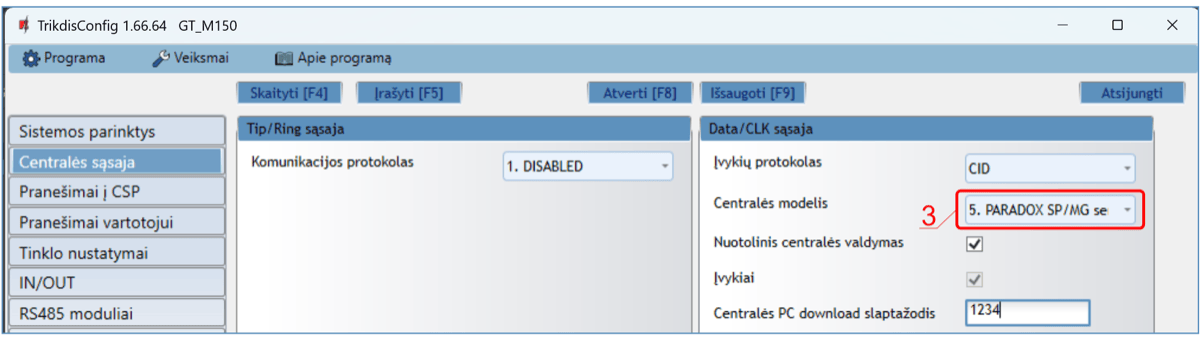 TrikdisConfig 1.66.64 GT_M150
Programa Veiksmai Apie programą
Skaityti [F4] Įrašyti [F5] Atverti [F8] Išsaugoti [F9] Atsijungti
Sistemos parinktys
Centralės sąsaja
Pranešimai į CSP
Pranešimai vartotojui
Tinklo nustatymai
IN/OUT
RS485 moduliai
Tip/Ring sąsaja
Komunikacijos protokolas 1. DISABLED
Data/CLK sąsaja
Įvykių protokolas CID
Centralės modelis 3 5. PARADOX SP/MG se
Nuotolinis centralės valdymas
Įvykiai
Centralės PC download slaptažodis 1234